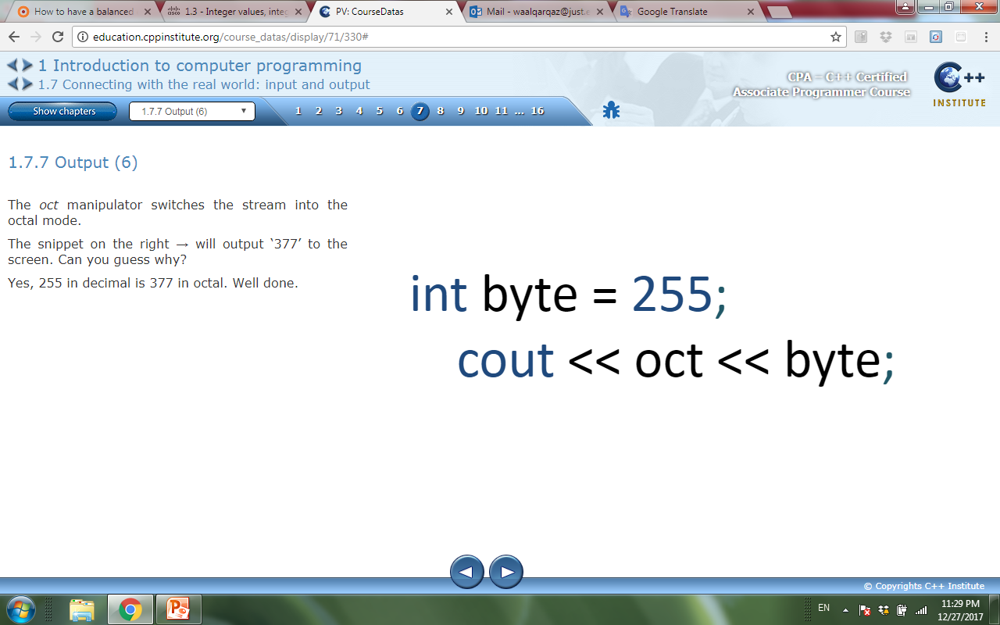 How to have a balanced
1.3 - Integer values, integ
PV: CourseDatas
Mail - waalqarqaz@just.e
Google Translate
education.cppinstitute.org/course_datas/display/71/330#
1 Introduction to computer programming
1.7 Connecting with the real world: input and output
CPA – C++ Certified
Associate Programmer Course
C++
INSTITUTE
Show chapters
1.7.7 Output (6)
1 2 3 4 5 6 7 8 9 10 11 ... 16
1.7.7 Output (6)
The oct manipulator switches the stream into the
octal mode.
The snippet on the right → will output ‘377’ to the
screen. Can you guess why?
Yes, 255 in decimal is 377 in octal. Well done.
int byte = 255;
cout << oct << byte;
© Copyrights C++ Institute
EN
11:29 PM
12/27/2017